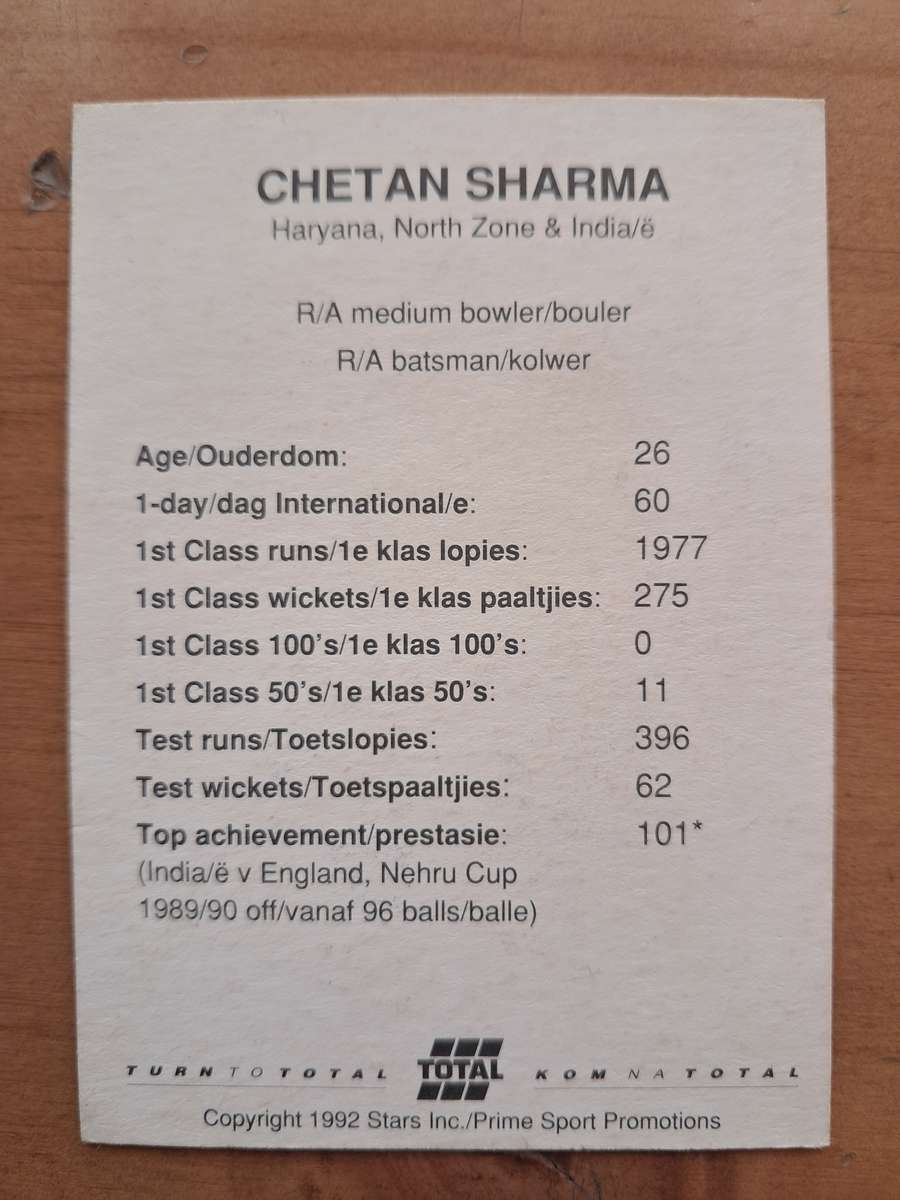 CHETAN SHARMA
Haryana, North Zone & India/ë
R/A medium bowler/bouler
R/A batsman/kolwer
Age/Ouderdom: 26
1-day/dag International/e: 60
1st Class runs/1e klas lopies: 1977
1st Class wickets/1e klas paaltjies: 275
1st Class 100's/1e klas 100's: 0
1st Class 50's/1e klas 50's: 11
Test runs/Toetslopies: 396
Test wickets/Toetspaaltjies: 62
Top achievement/prestasie: 101*
(India/ë v England, Nehru Cup
1989/90 off/vanaf 96 balls/balle)
TURN TO TOTAL TOTAL KOM NA TOTAL
Copyright 1992 Stars Inc./Prime Sport Promotions